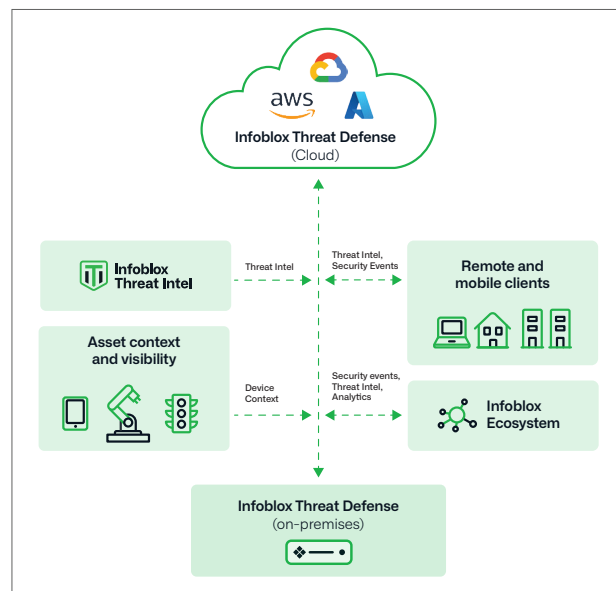 aws
Infoblox Threat Defense
(Cloud)
Infoblox
Threat Intel
Threat Intel
Threat Intel,
Security Events
Remote and
mobile clients
Asset context
and visibility
Device
Context
Security events,
Threat Intel,
Analytics
Infoblox
Ecosystem
Infoblox Threat Defense
(on-premises)